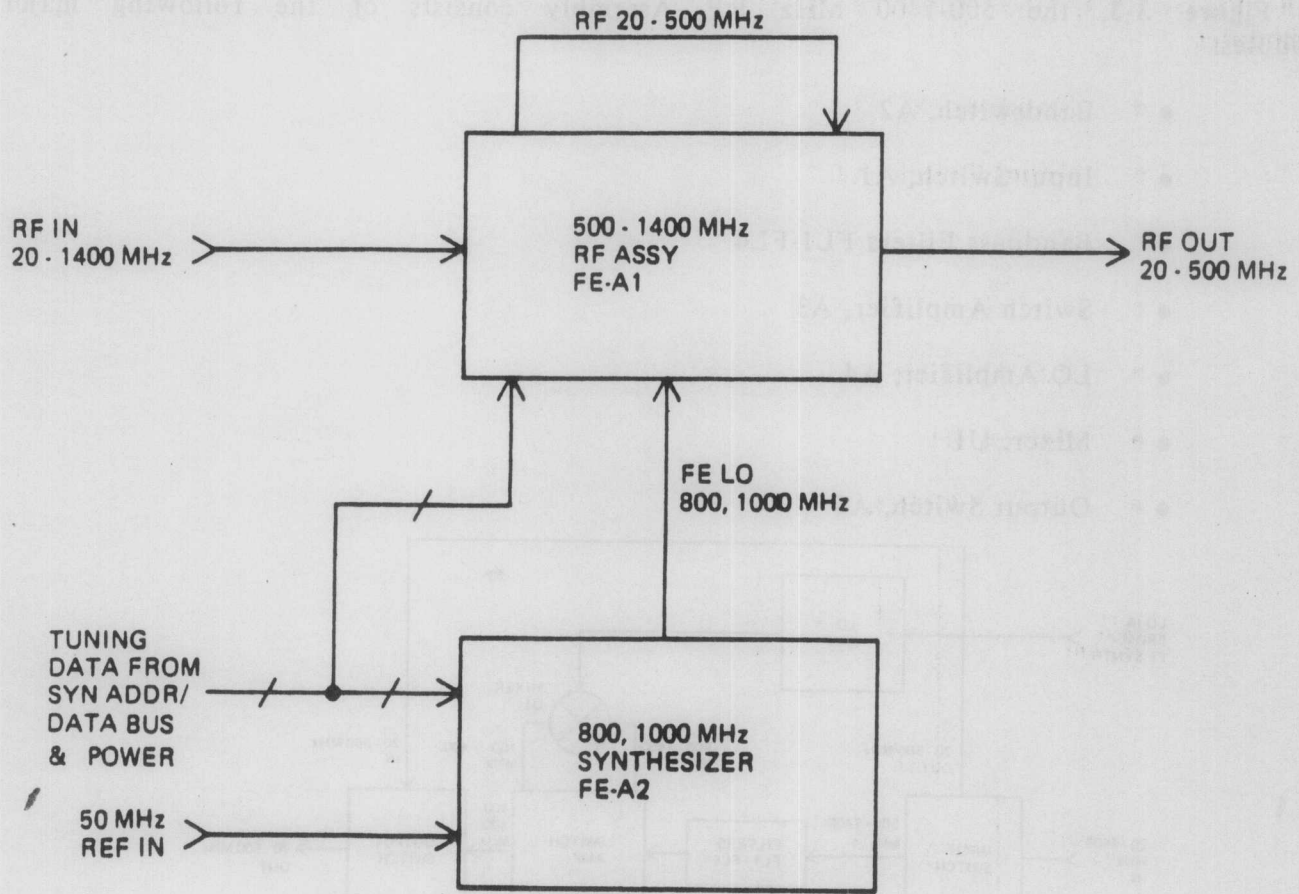 RF 20 - 500 MHz
RF IN
20 - 1400 MHz
500 - 1400 MHz
RF ASSY
FE-A1
RF OUT
20 - 500 MHz
FE LO
800, 1000 MHz
TUNING
DATA FROM
SYN ADDR/
DATA BUS
& POWER
800, 1000 MHz
SYNTHESIZER
FE-A2
50 MHz
REF IN